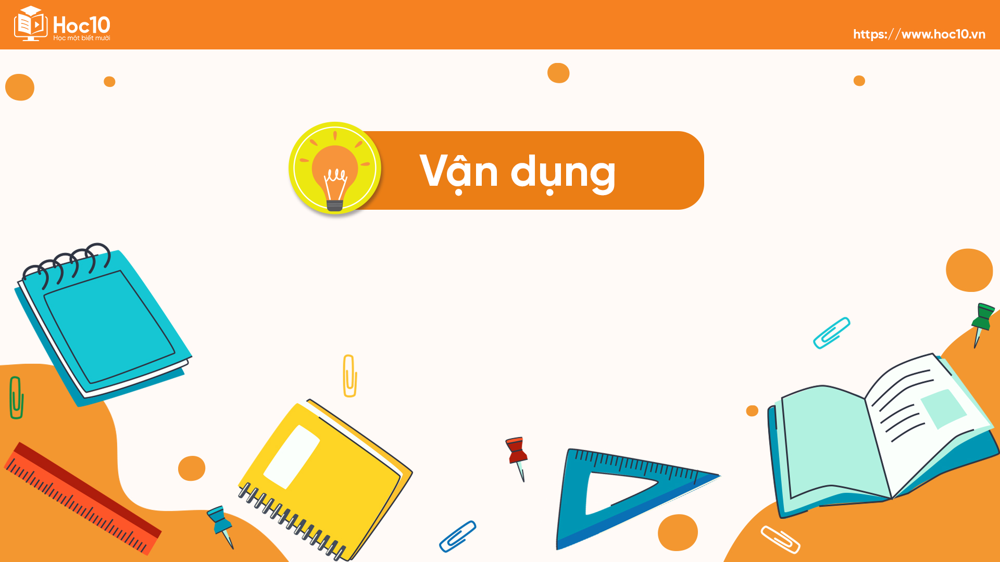 Hoc10
Học một biết mười
https://www.hoc10.vn
Vận dụng